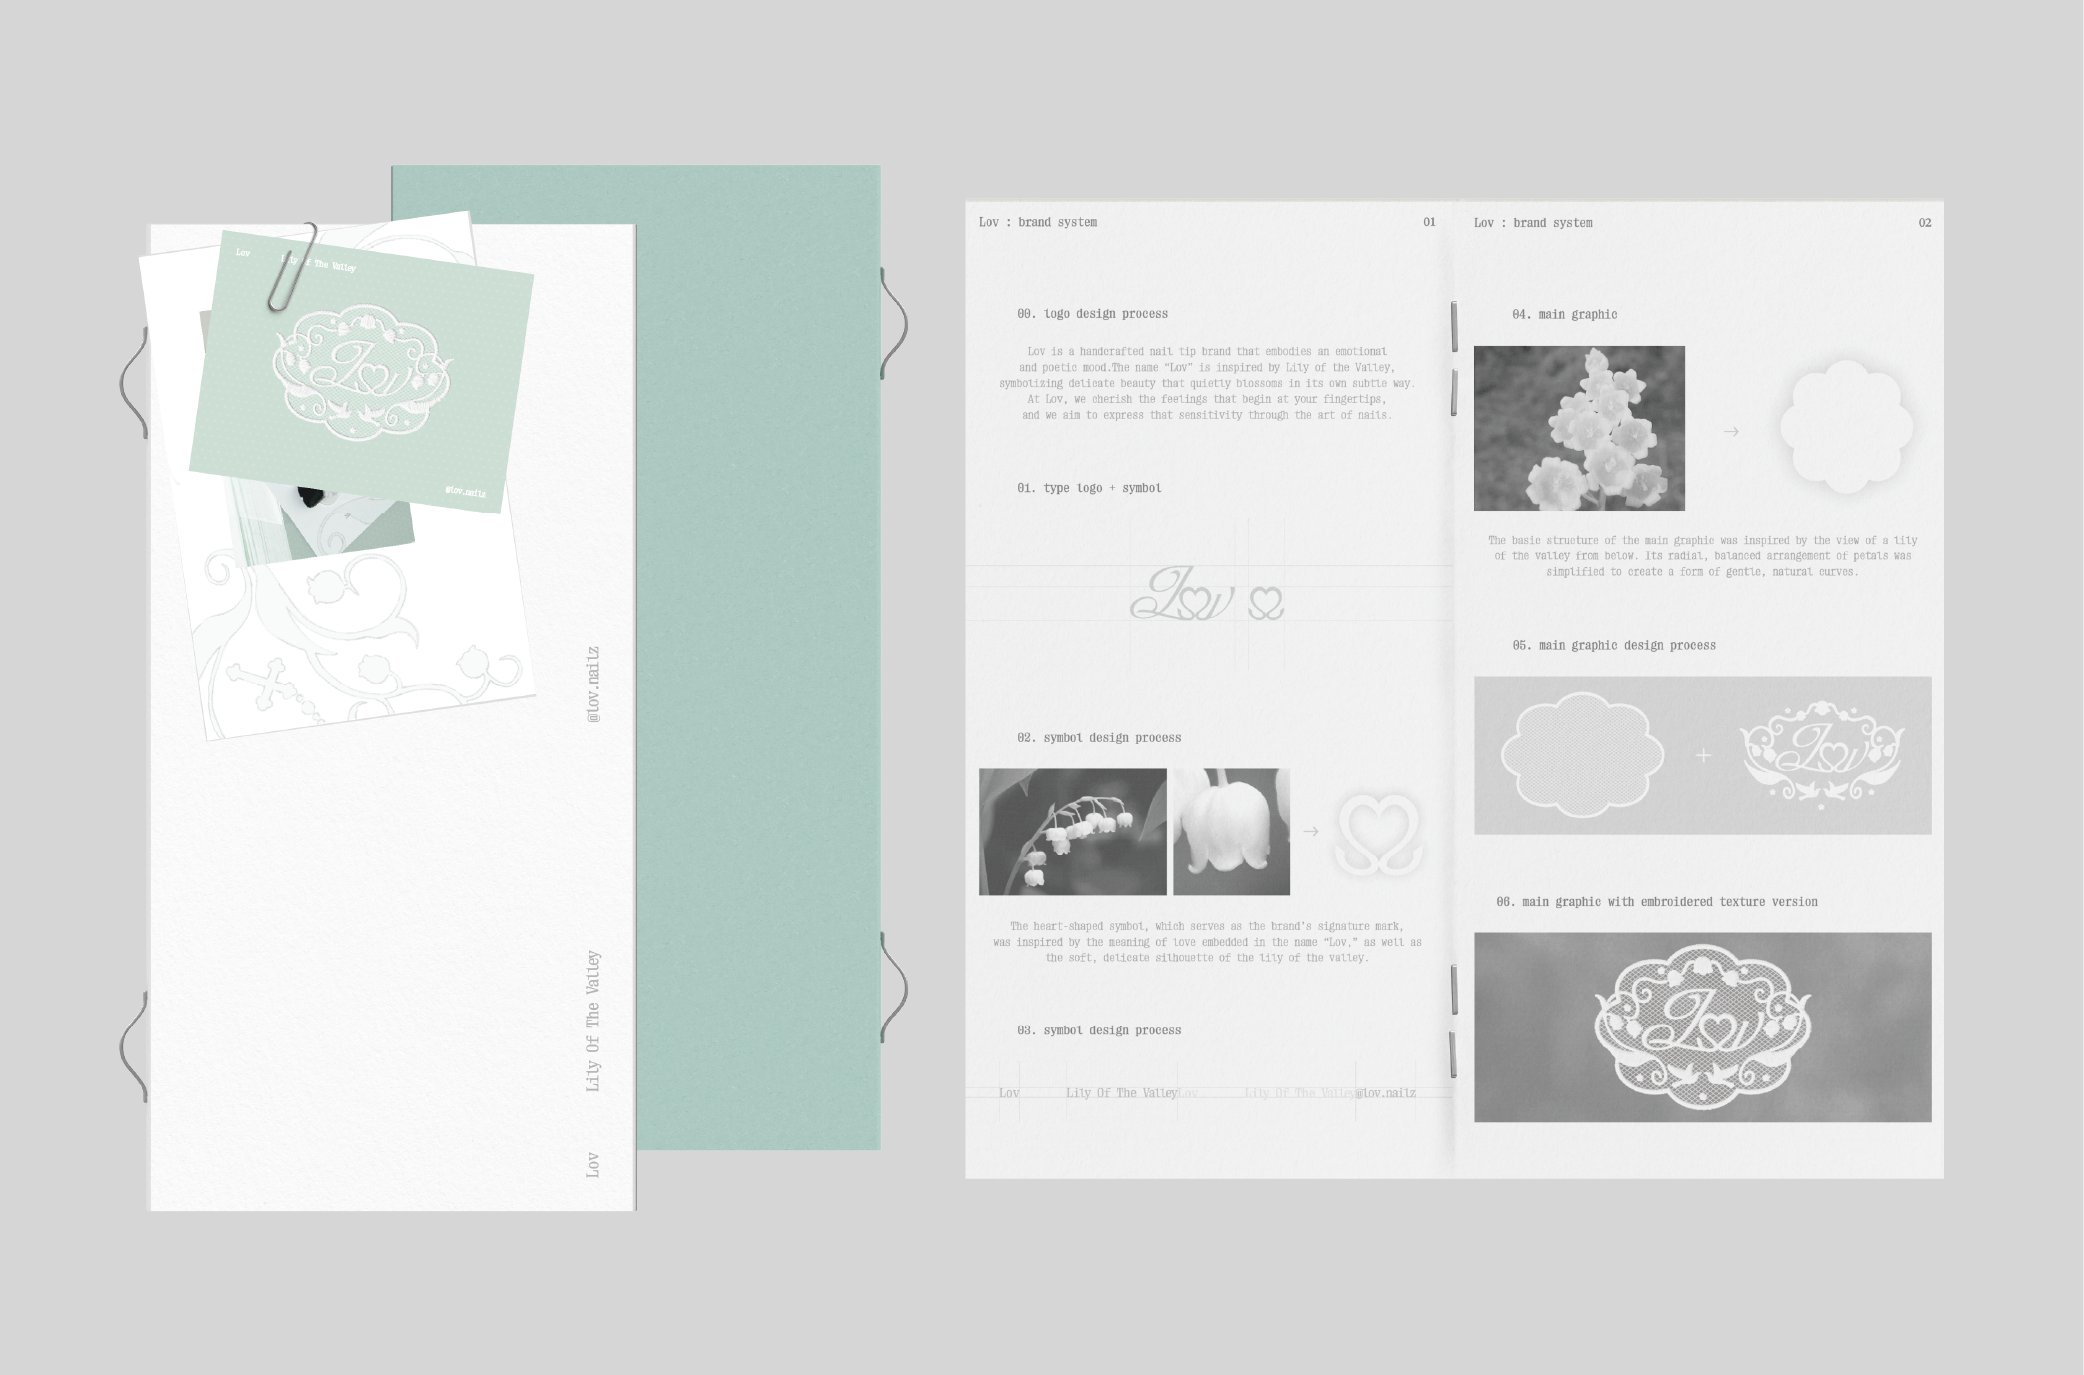 Lov
Lily Of The Valley
Lov
@lov.nailz
@lov.nailz
Lily Of The Valley
Lov
Lov : brand system
01
00. logo design process
Lov is a handcrafted nail tip brand that embodies an emotional
and poetic mood.The name “Lov” is inspired by Lily of the Valley,
symbolizing delicate beauty that quietly blossoms in its own subtle way.
At Lov, we cherish the feelings that begin at your fingertips,
and we aim to express that sensitivity through the art of nails.
01. type logo + symbol
Lov
02. symbol design process
→
The heart-shaped symbol, which serves as the brand's signature mark,
was inspired by the meaning of love embedded in the name “Lov,” as well as
the soft, delicate silhouette of the lily of the valley.
03. symbol design process
Lov
Lily Of The Valley
Lov
Lily Of The Valley
@lov.nailz
Lov : brand system
02
04. main graphic
→
The basic structure of the main graphic was inspired by the view of a lily
of the valley from below. Its radial, balanced arrangement of petals was
simplified to create a form of gentle, natural curves.
05. main graphic design process
+
Lov
06. main graphic with embroidered texture version
Lov